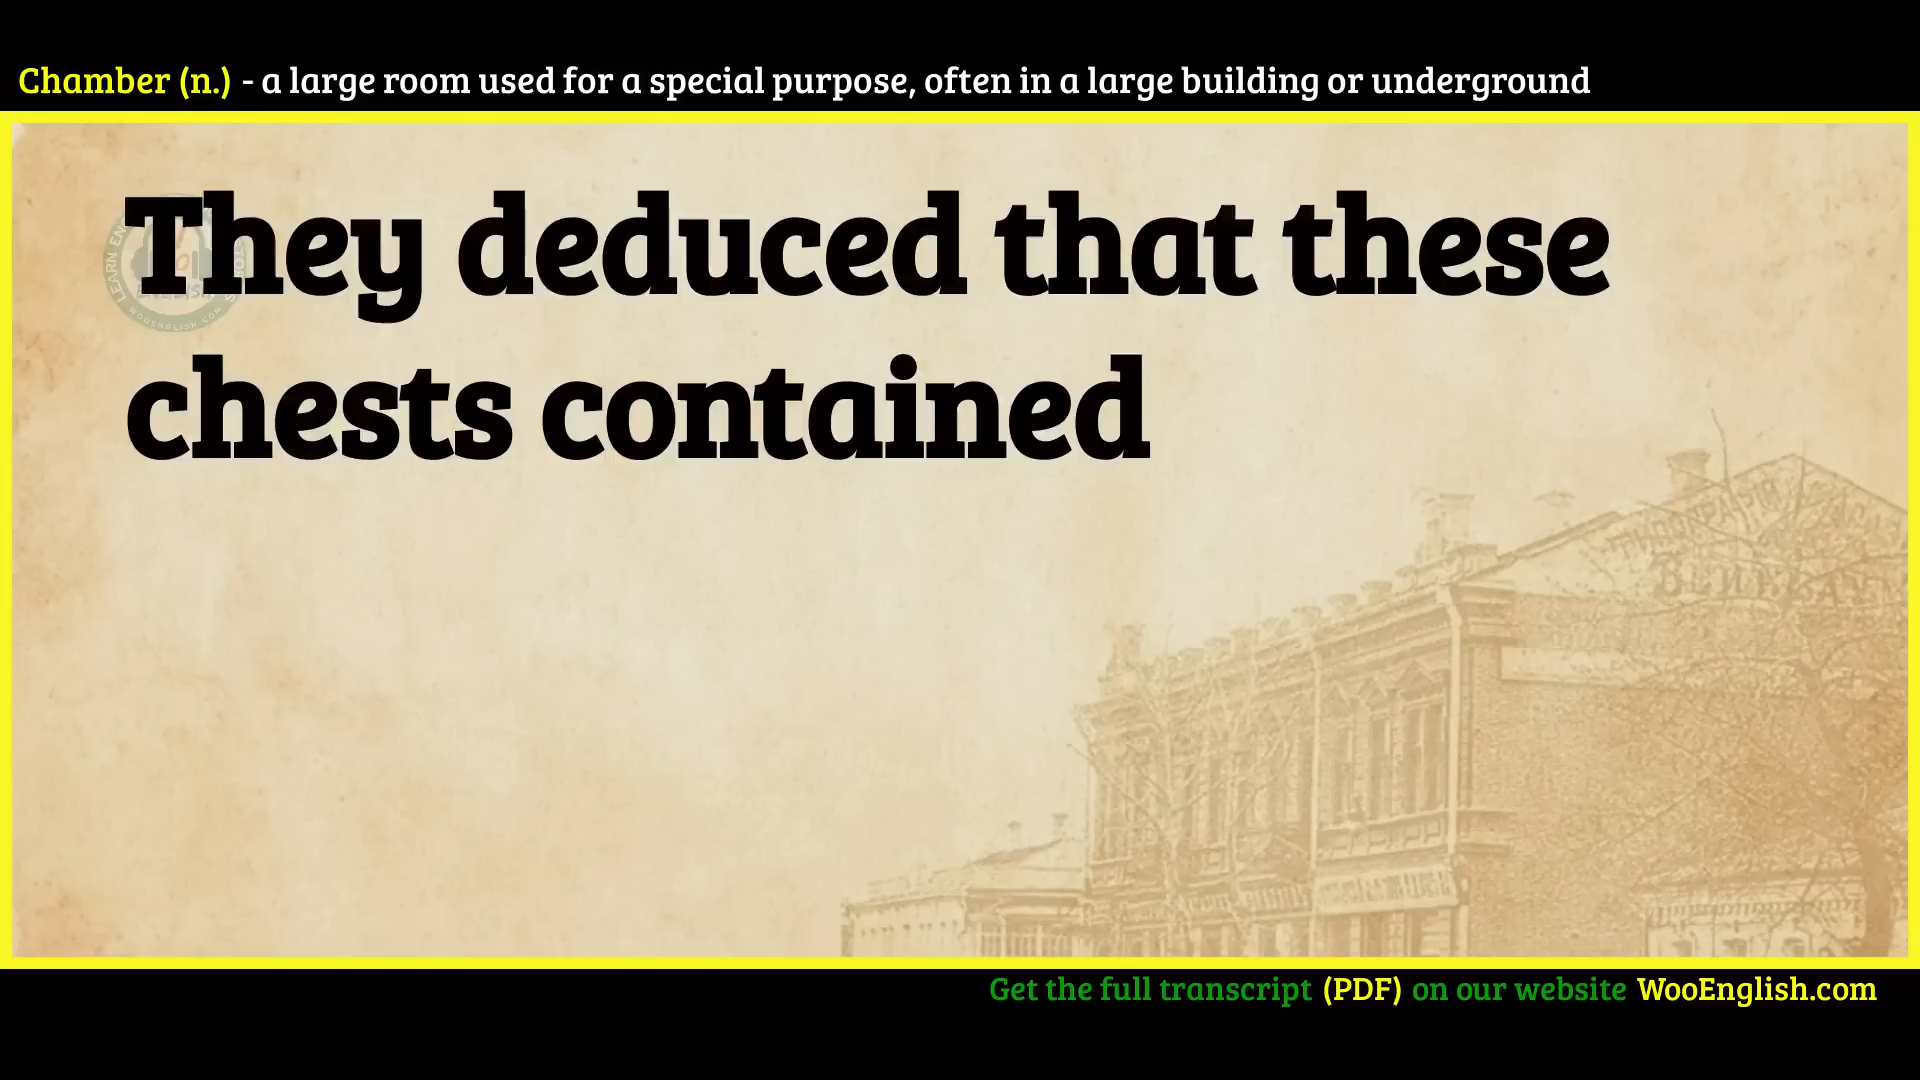 Chamber (n.) - a large room used for a special purpose, often in a large building or underground
They deduced that these
chests contained
Get the full transcript (PDF) on our website WooEnglish.com